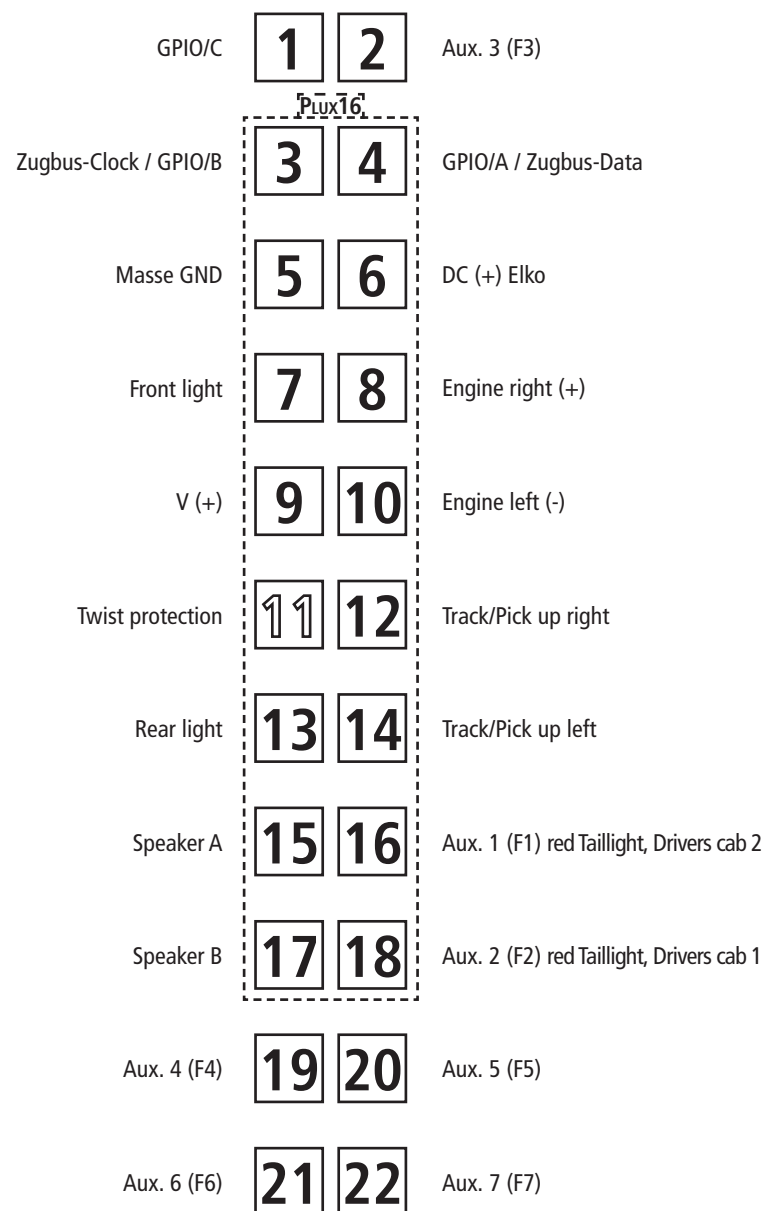 GPIO/C 1 2 Aux. 3 (F3)
PLUX16
Zugbus-Clock / GPIO/B 3 4 GPIO/A / Zugbus-Data
Masse GND 5 6 DC (+) Elko
Front light 7 8 Engine right (+)
V (+) 9 10 Engine left (-)
Twist protection 11 12 Track/Pick up right
Rear light 13 14 Track/Pick up left
Speaker A 15 16 Aux. 1 (F1) red Taillight, Drivers cab 2
Speaker B 17 18 Aux. 2 (F2) red Taillight, Drivers cab 1
Aux. 4 (F4) 19 20 Aux. 5 (F5)
Aux. 6 (F6) 21 22 Aux. 7 (F7)